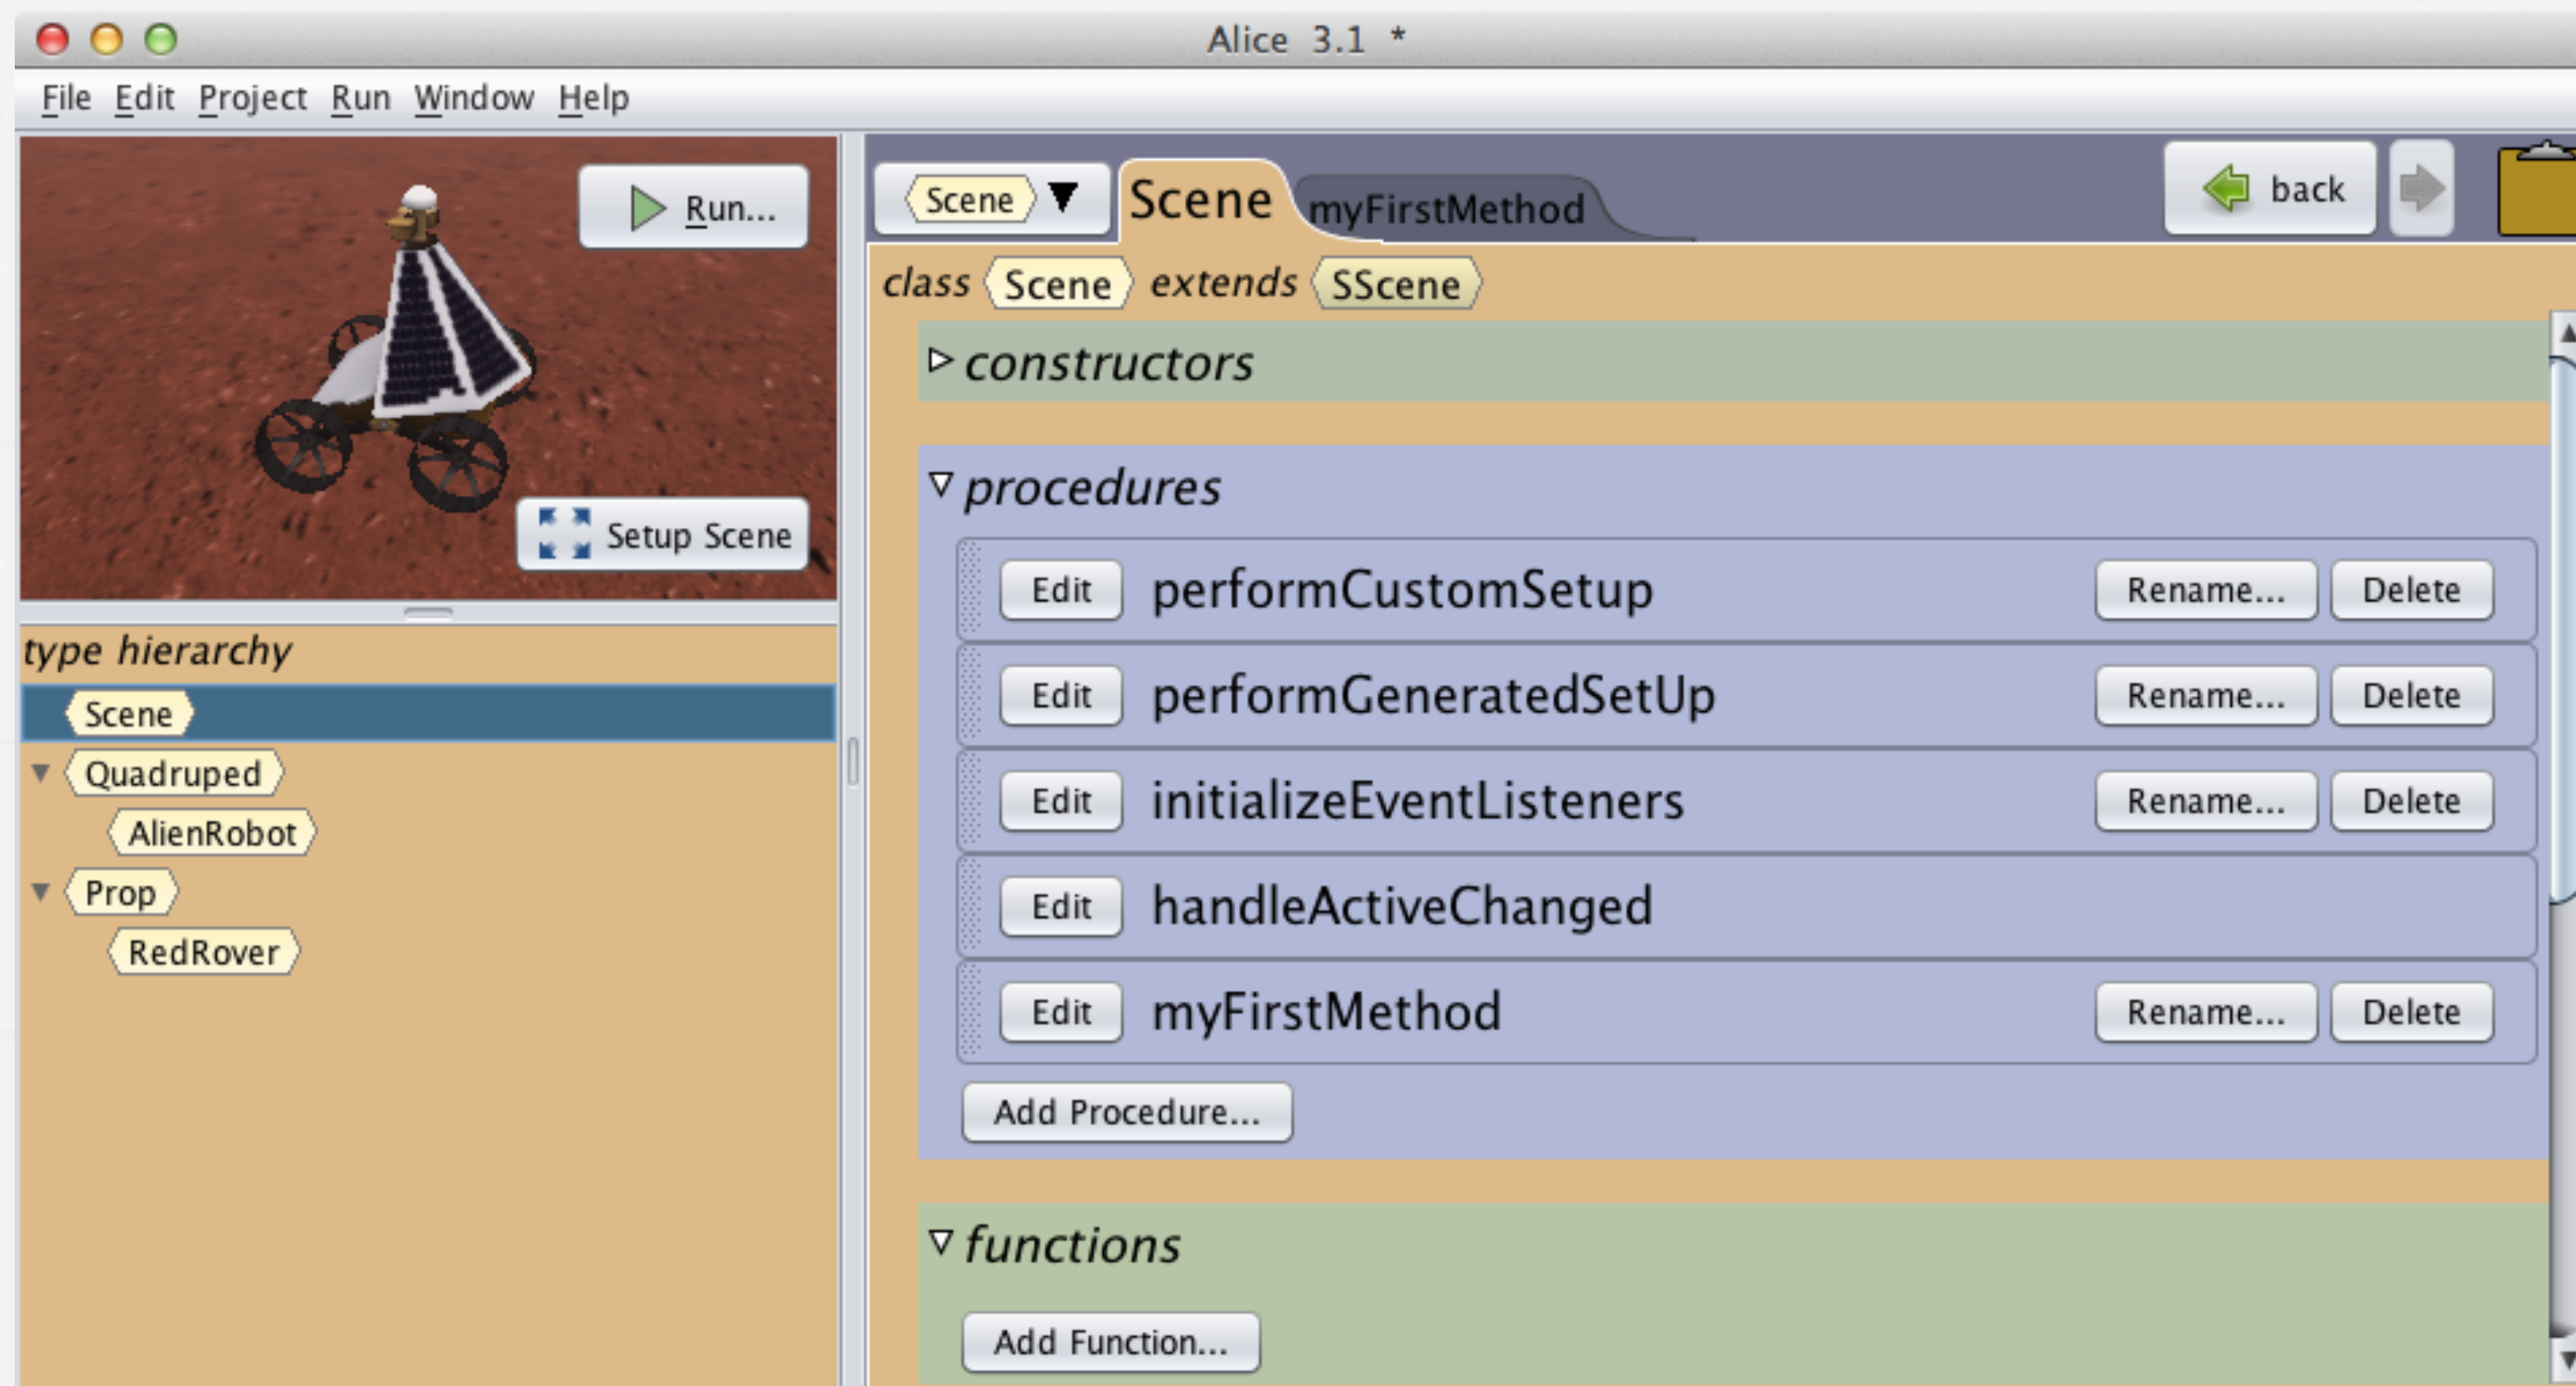 Alice 3.1 *
File Edit Project Run Window Help
Run...
Setup Scene
type hierarchy
Scene
Quadruped
AlienRobot
Prop
RedRover
Scene Scene myFirstMethod back
class Scene extends SScene
constructors
procedures
Edit performCustomSetup Rename... Delete
Edit performGeneratedSetUp Rename... Delete
Edit initializeEventListeners Rename... Delete
Edit handleActiveChanged
Edit myFirstMethod Rename... Delete
Add Procedure...
functions
Add Function...